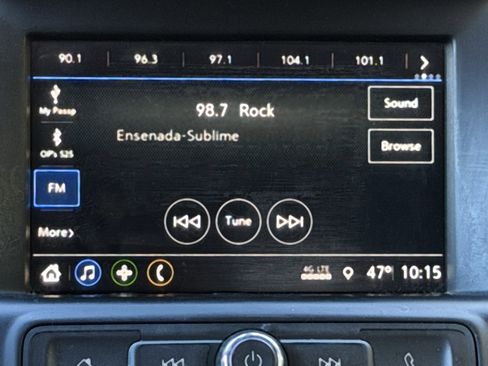 90.1 96.3 97.1 104.1 101.1
My Passp
98.7 Rock
Sound
Ensenada-Sublime
OP's S25
Browse
FM
Tune
More
4G LTE 47° 10:15